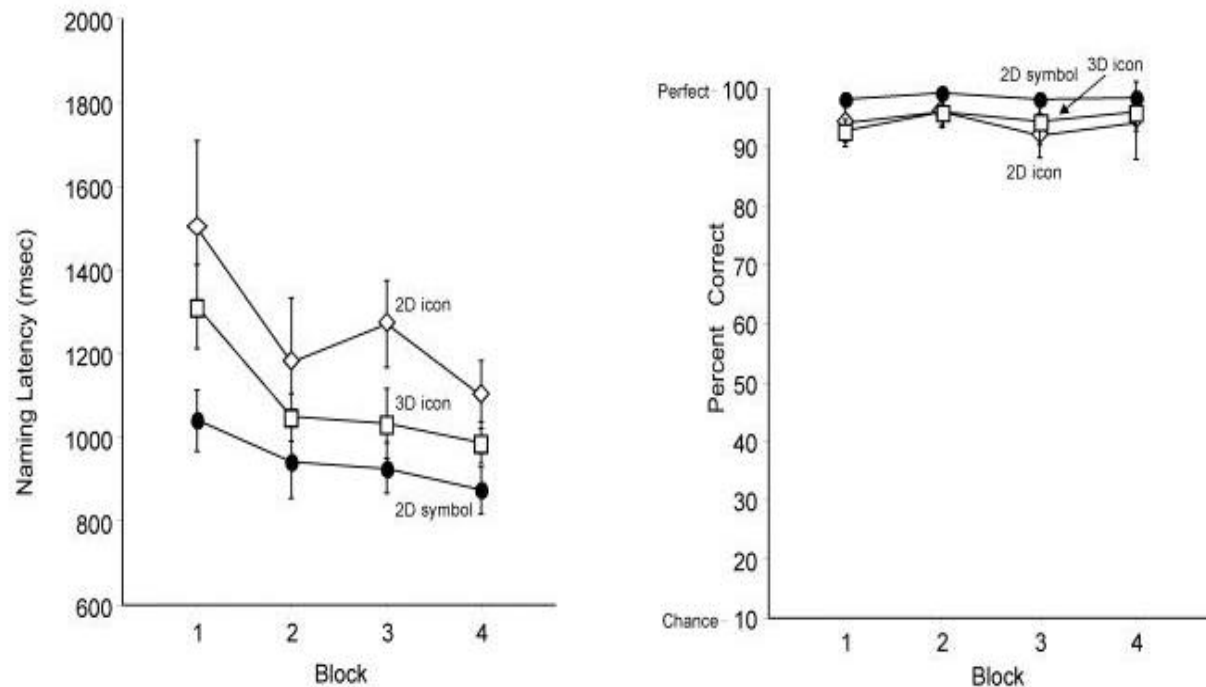 Naming Latency (msec)
2000
1800
1600
1400
1200
1000
800
600
2D icon
3D icon
2D symbol
1
2
3
4
Block
Percent Correct
Perfect
100
90
80
70
60
50
40
30
20
Chance
10
2D symbol
3D icon
2D icon
1
2
3
4
Block